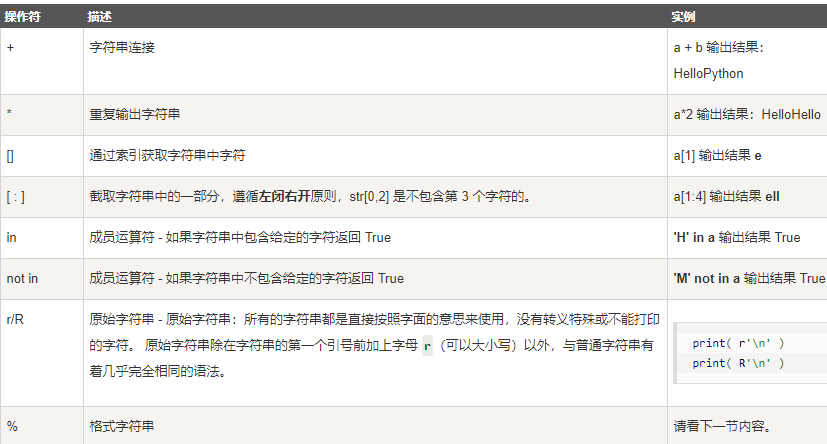 操作符 描述 实例
+ 字符串连接 a + b 输出结果：
HelloPython
* 重复输出字符串 a*2 输出结果：HelloHello
[] 通过索引获取字符串中字符 a[1] 输出结果 e
[ : ] 截取字符串中的一部分，遵循左闭右开原则，str[0,2] 是不包含第 3 个字符的。 a[1:4] 输出结果 ell
in 成员运算符 - 如果字符串中包含给定的字符返回 True 'H' in a 输出结果 True
not in 成员运算符 - 如果字符串中不包含给定的字符返回 True 'M' not in a 输出结果 True
r/R 原始字符串 - 原始字符串：所有的字符串都是直接按照字面的意思来使用，没有转义特殊或不能打印
的字符。 原始字符串除在字符串的第一个引号前加上字母 r（可以大小写）以外，与普通字符串有
着几乎完全相同的语法。
print( r'\n' )
print( R'\n' )
% 格式字符串 请看下一节内容。